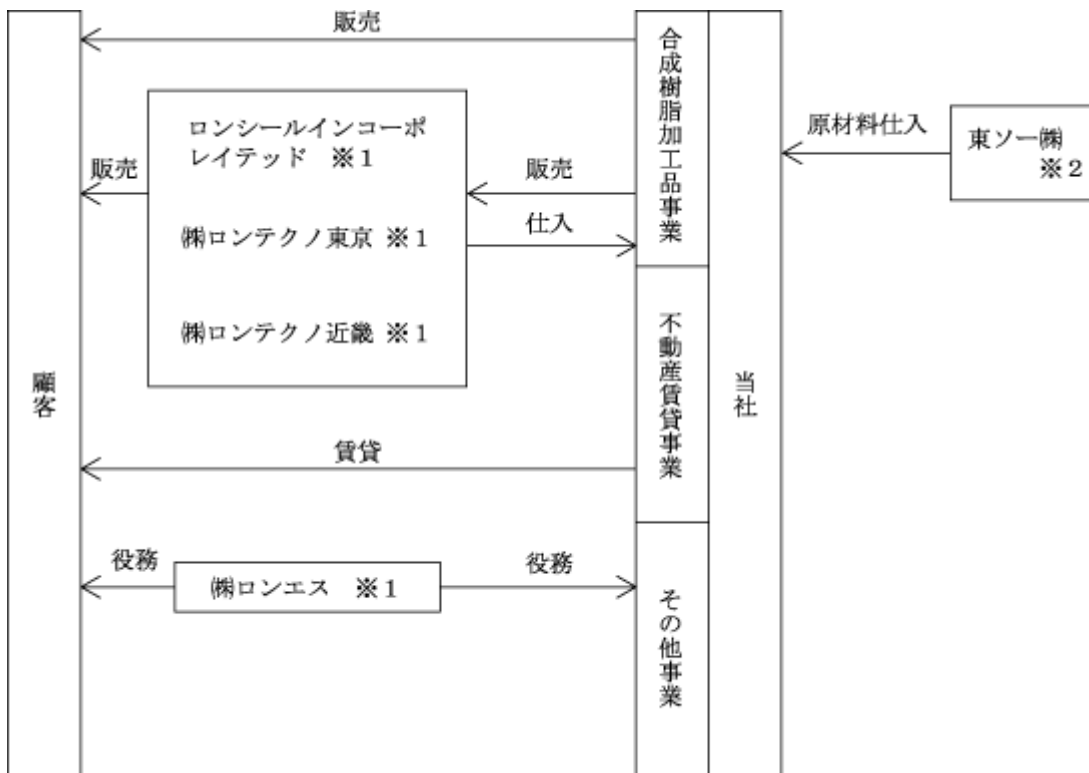 販売
合成樹脂加工品事業
ロンシールインコーポ
レイテッド ※1
原材料仕入
東ソー㈱
※2
販売
販売
仕入
㈱ロンテクノ東京 ※1
㈱ロンテクノ近畿 ※1
不動産賃貸事業
顧客
当社
賃貸
役務
㈱ロンエス ※1
役務
その他事業